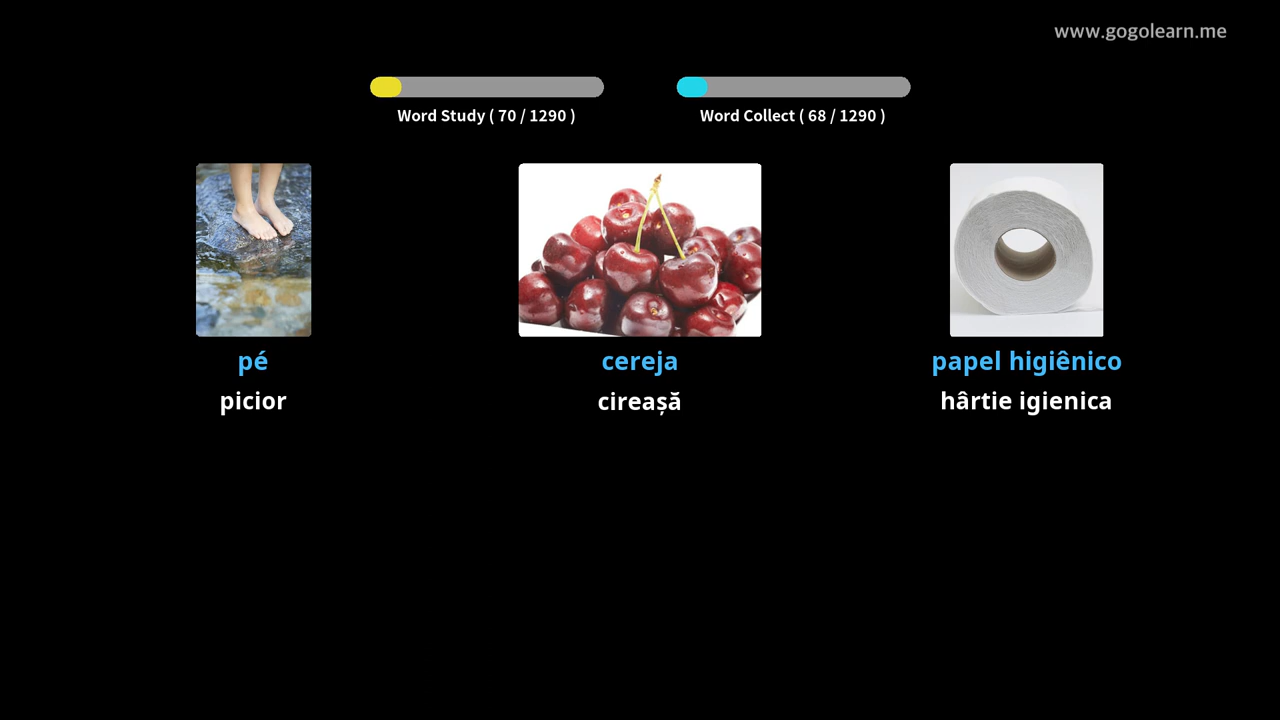 www.gogolearn.me
Word Study ( 70 / 1290 )
Word Collect ( 68 / 1290 )
pé
picior
cereja
cireașă
papel higiênico
hârtie igienica